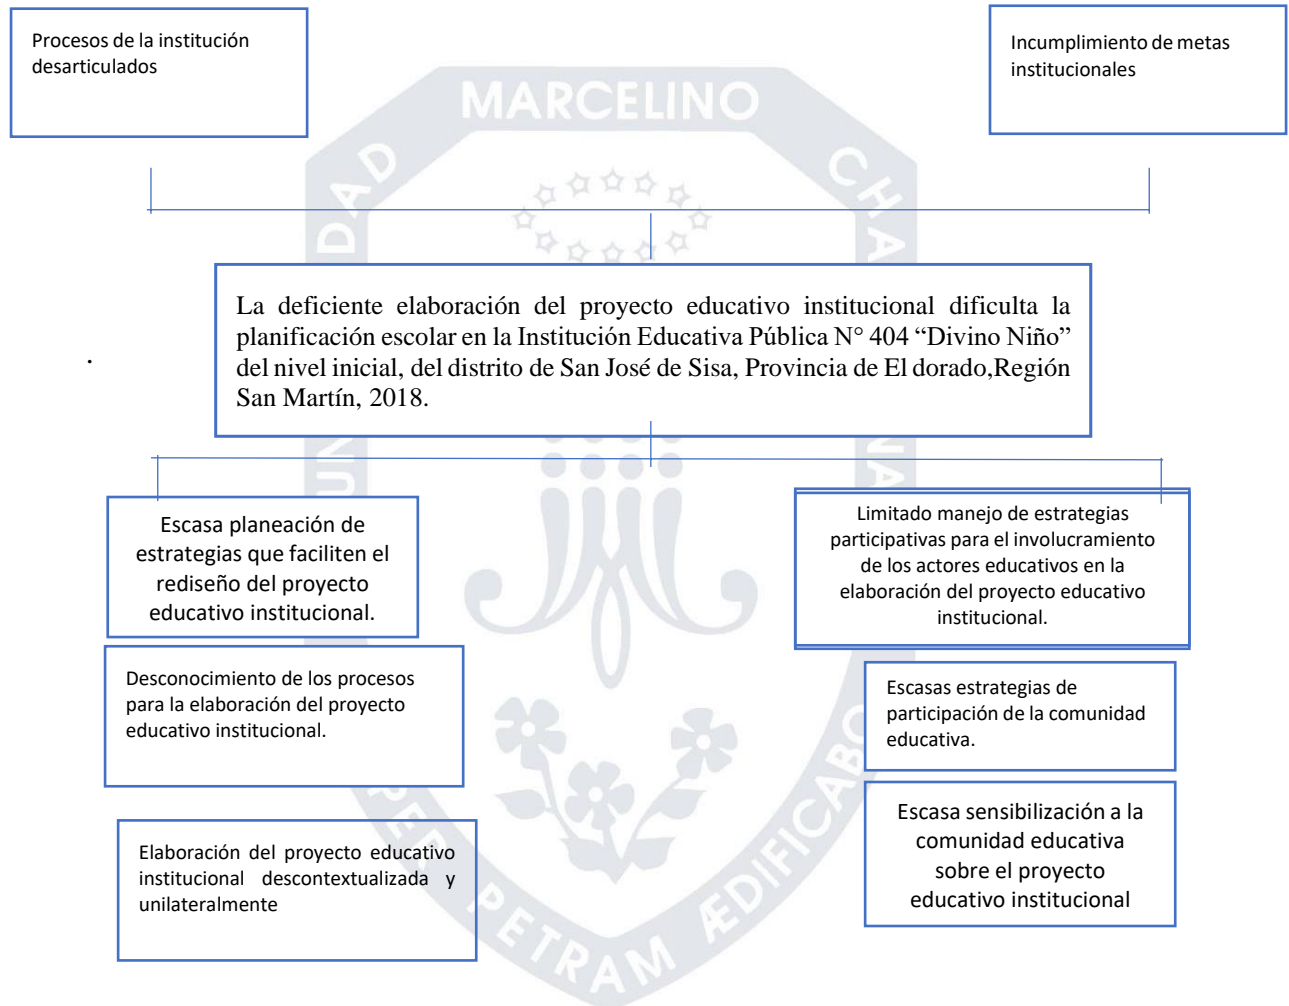 Procesos de la institución
desarticulados
Incumplimiento de metas
institucionales
MARCELINO
CHA
DAD
La deficiente elaboración del proyecto educativo institucional dificulta la
planificación escolar en la Institución Educativa Pública N° 404 “Divino Niño”
del nivel inicial, del distrito de San José de Sisa, Provincia de El dorado,Región
San Martín, 2018.
.
Escasa planeación de
estrategias que faciliten el
rediseño del proyecto
educativo institucional.
Desconocimiento de los procesos
para la elaboración del proyecto
educativo institucional.
Elaboración del proyecto educativo
institucional descontextualizada y
unilateralmente
Limitado manejo de estrategias
participativas para el involucramiento
de los actores educativos en la
elaboración del proyecto educativo
institucional.
Escasas estrategias de
participación de la comunidad
educativa.
Escasa sensibilización a la
comunidad educativa
sobre el proyecto
educativo institucional
UN
PER PETRAM ÆDIFICABO